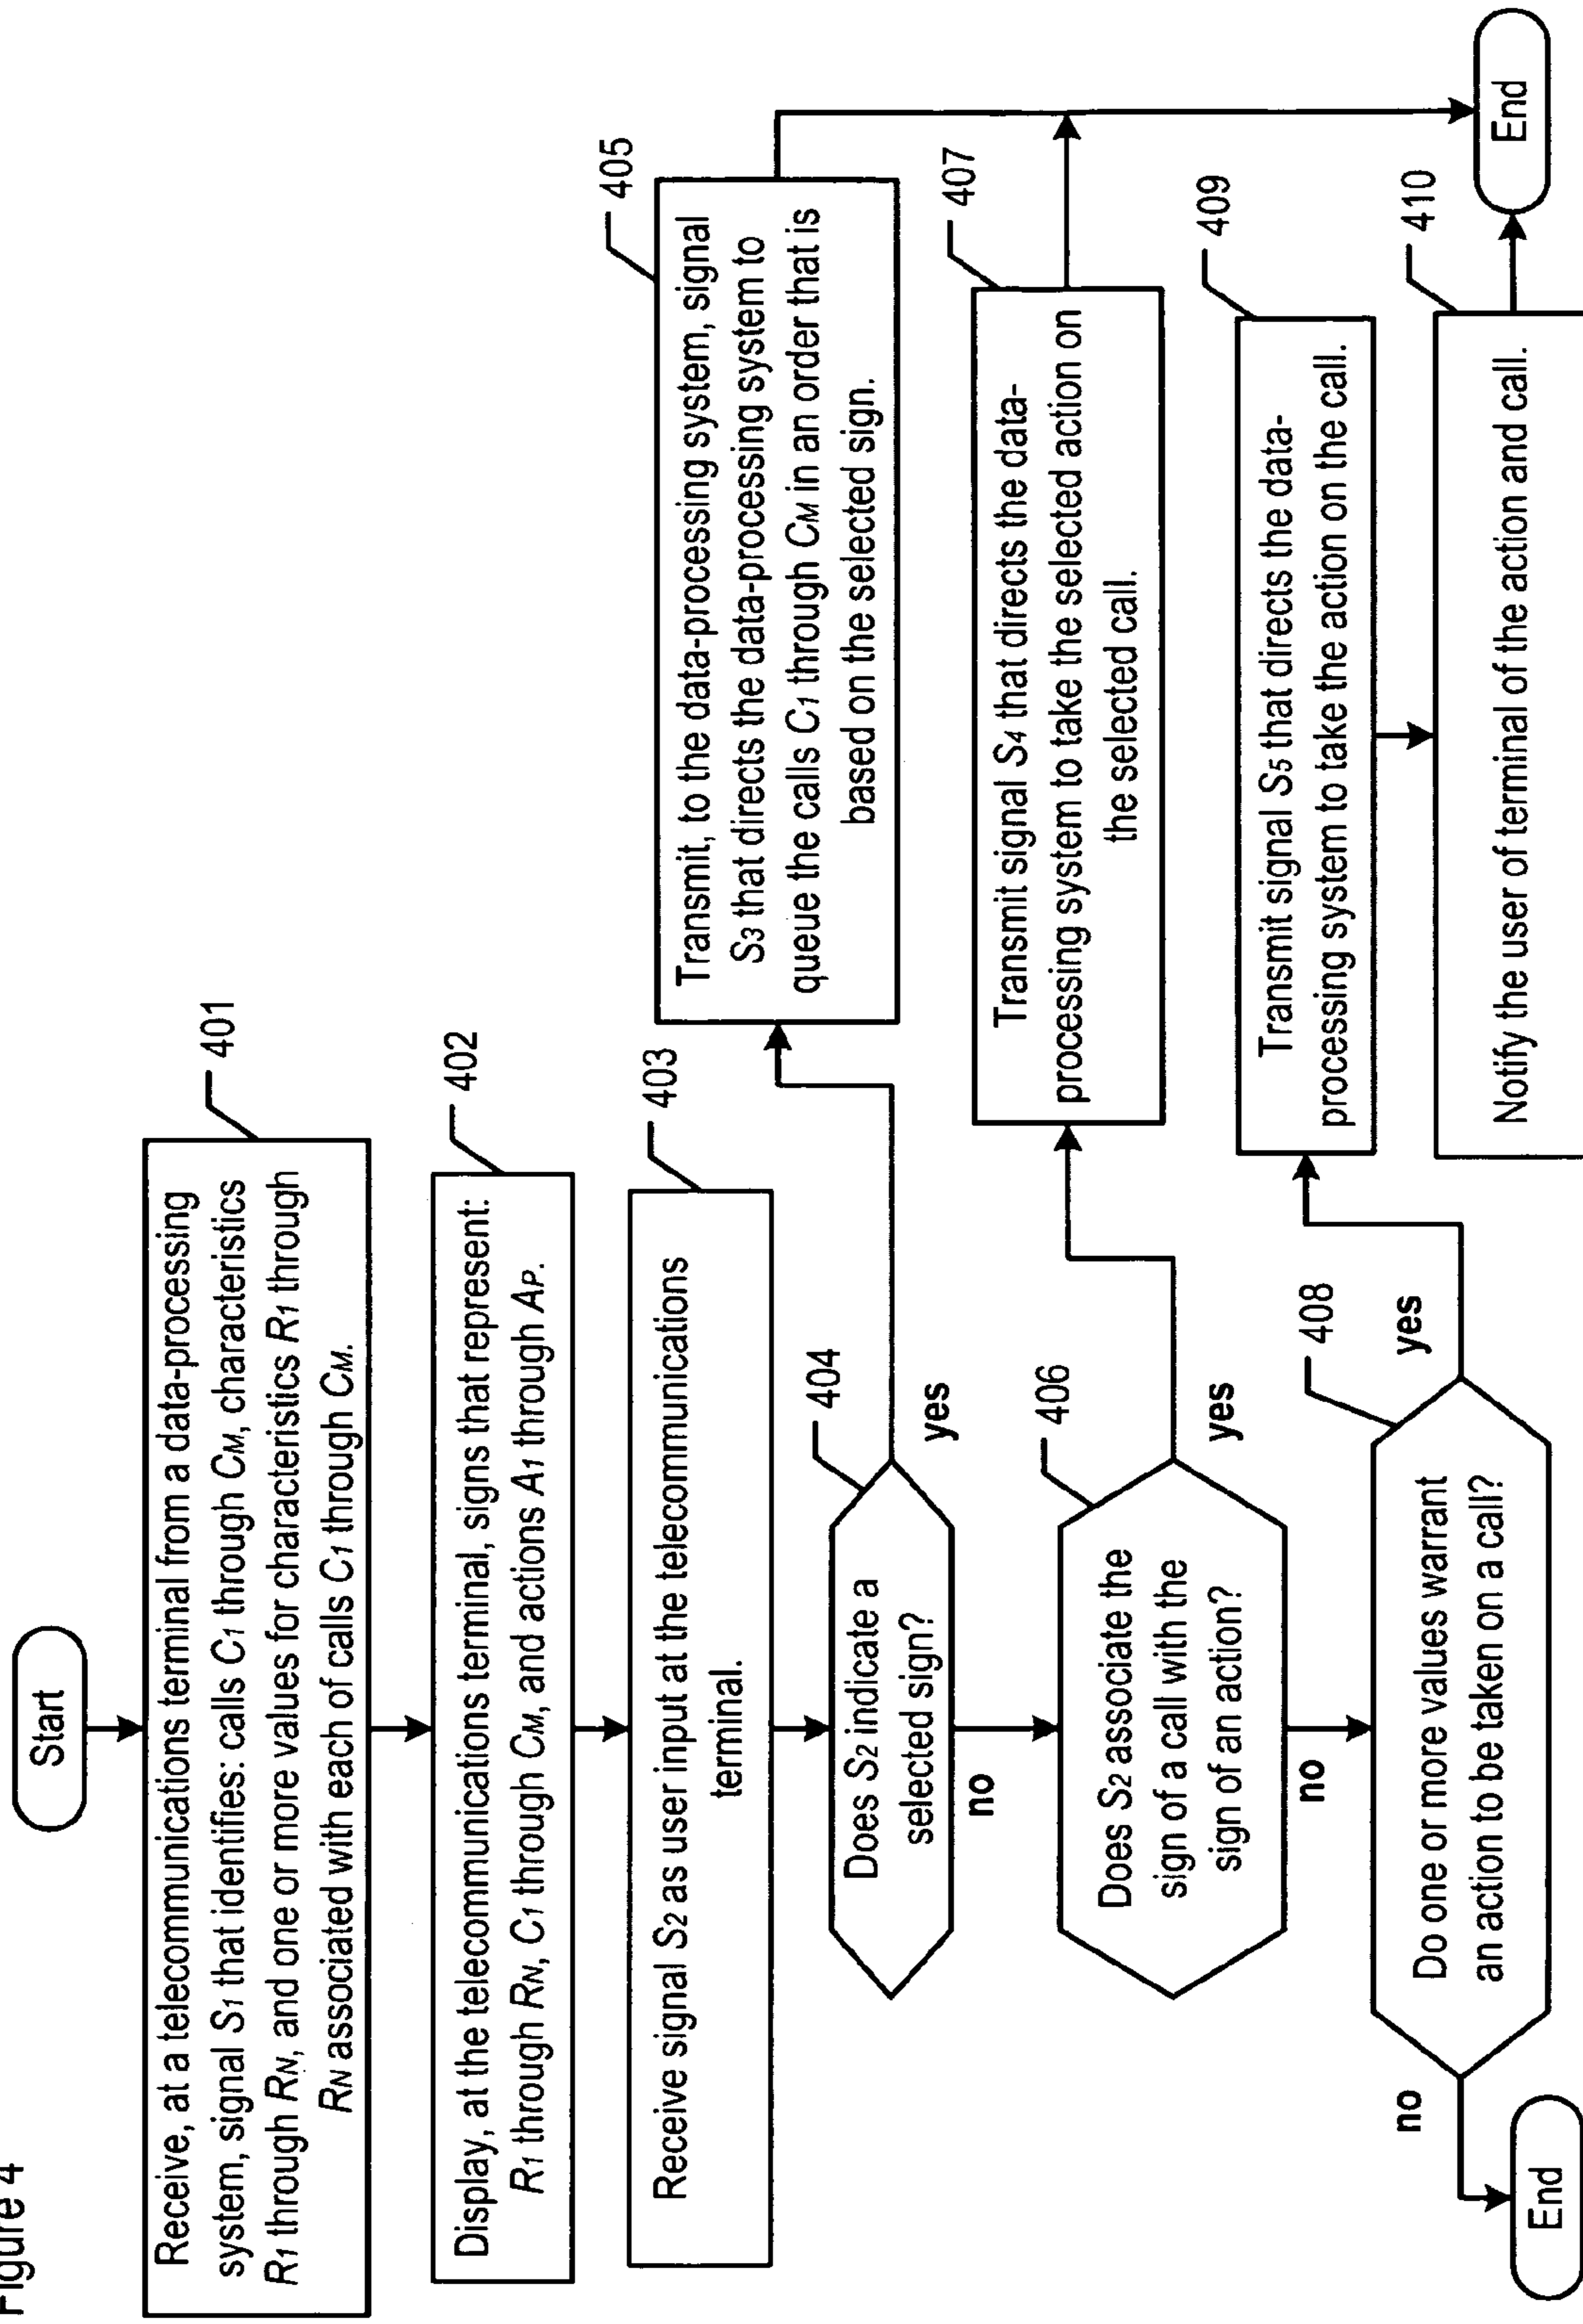 Figure 4
Start
401
Receive, at a telecommunications terminal from a data-processing
system, signal S1 that identifies: calls C1 through CM, characteristics
R1 through RN, and one or more values for characteristics R1 through
RN associated with each of calls C1 through CM.
402
Display, at the telecommunications terminal, signs that represent:
R1 through RN, C1 through CM, and actions A1 through AP.
403
Receive signal S2 as user input at the telecommunications
terminal.
404
Does S2 indicate a
selected sign?
yes
no
405
Transmit, to the data-processing system, signal
S3 that directs the data-processing system to
queue the calls C1 through CM in an order that is
based on the selected sign.
406
Does S2 associate the
sign of a call with the
sign of an action?
yes
no
407
Transmit signal S4 that directs the data-
processing system to take the selected action on
the selected call.
408
Do one or more values warrant
an action to be taken on a call?
yes
no
409
Transmit signal S5 that directs the data-
processing system to take the action on the call.
410
Notify the user of terminal of the action and call.
End
End